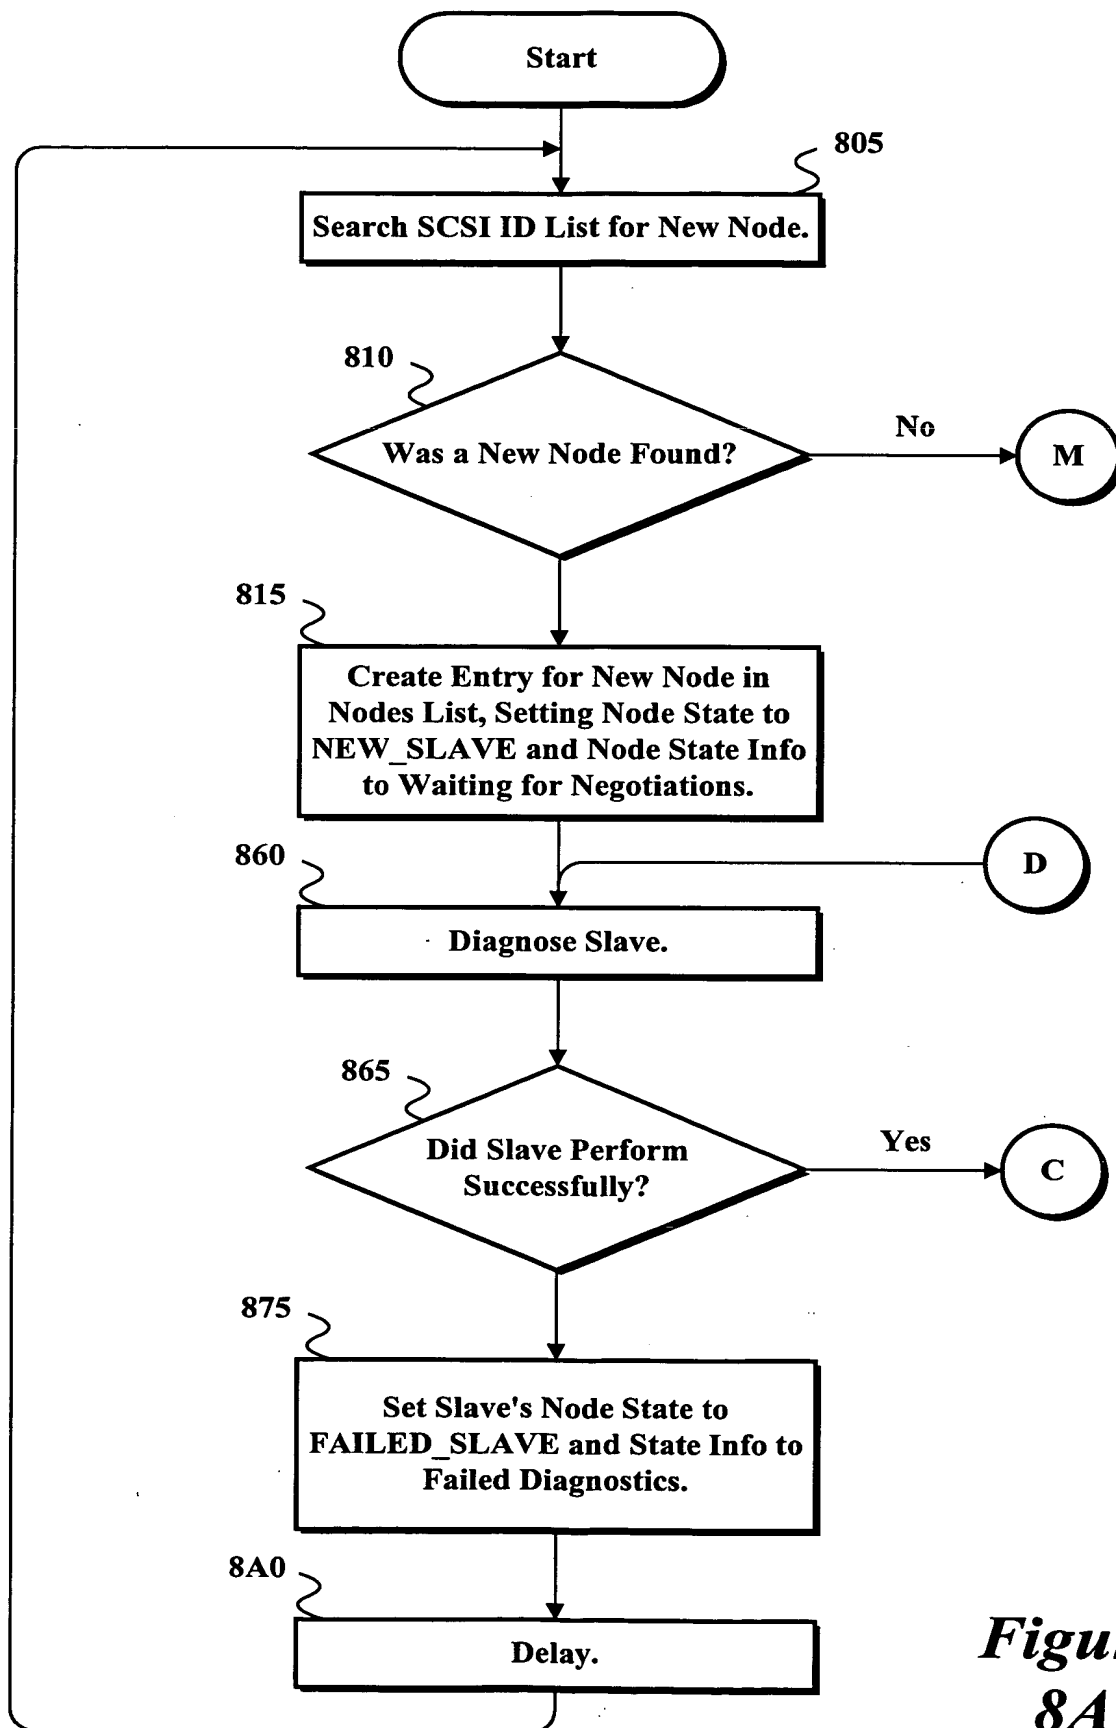 Start
805
Search SCSI ID List for New Node.
810
Was a New Node Found?
No
M
815
Create Entry for New Node in
Nodes List, Setting Node State to
NEW_SLAVE and Node State Info
to Waiting for Negotiations.
D
860
Diagnose Slave.
865
Did Slave Perform
Successfully?
Yes
C
875
Set Slave's Node State to
FAILED_SLAVE and State Info to
Failed Diagnostics.
8A0
Delay.
8A